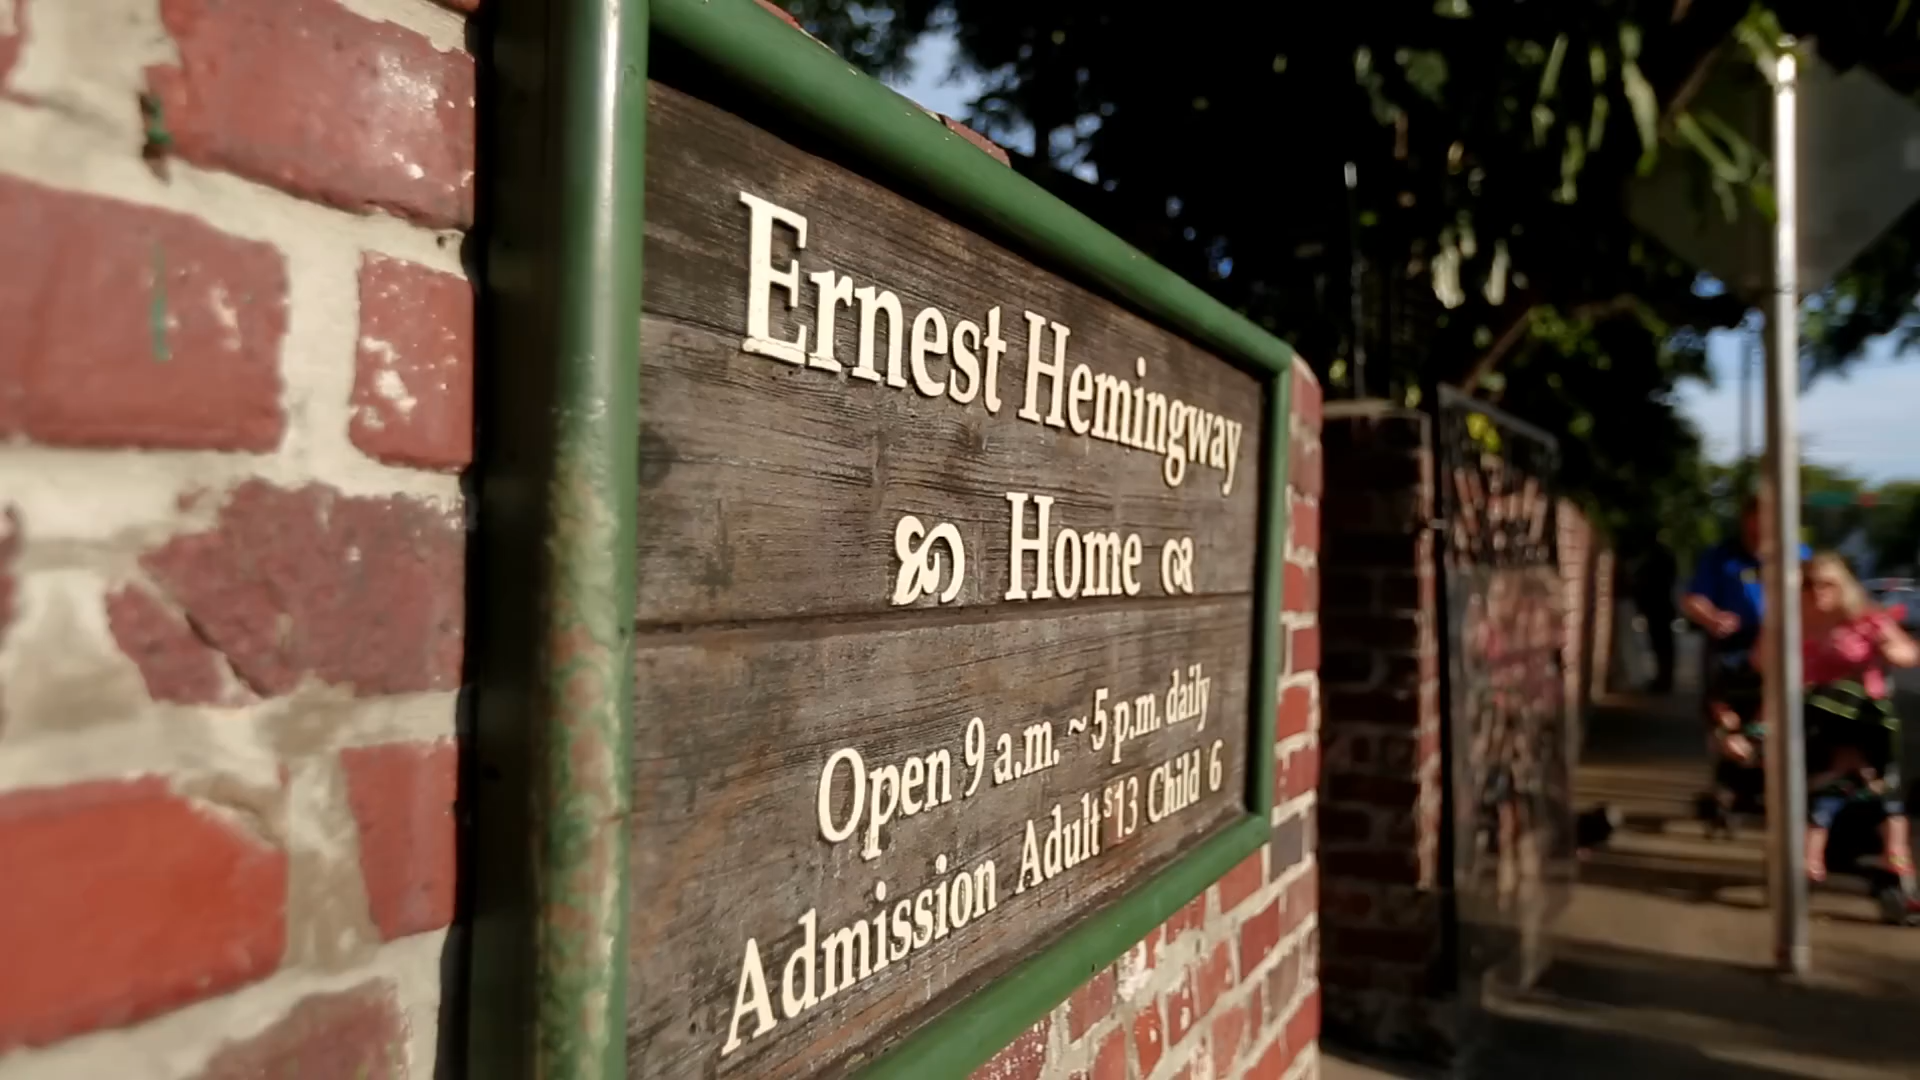 Ernest Hemingway
Home
Open 9 a.m. ~ 5 p.m. daily
Admission Adult $13 Child 6